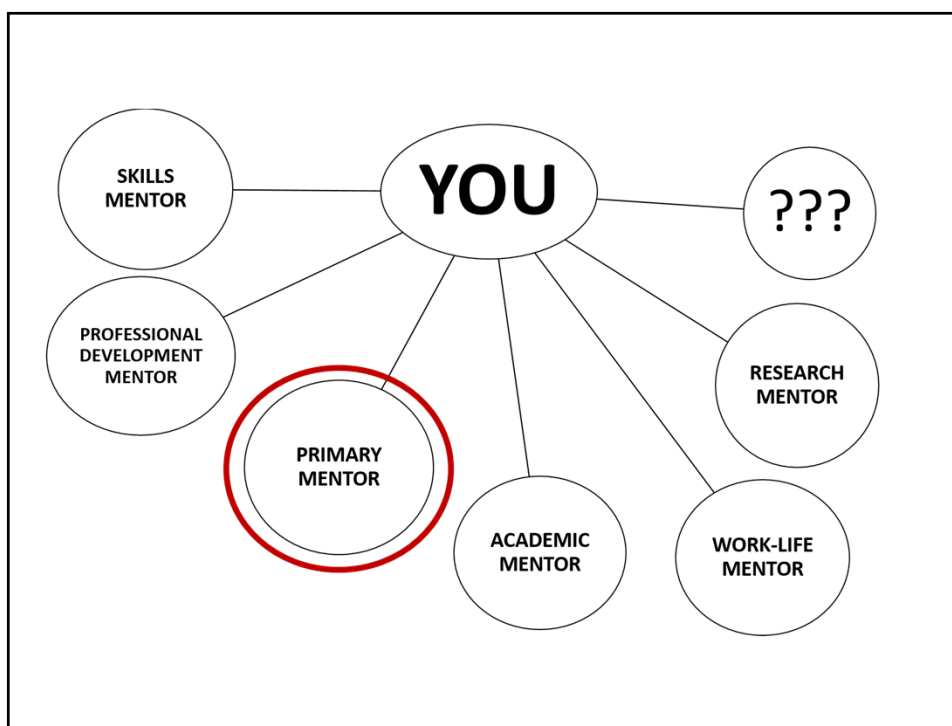 YOU
SKILLS
MENTOR
???
PROFESSIONAL
DEVELOPMENT
MENTOR
RESEARCH
MENTOR
PRIMARY
MENTOR
ACADEMIC
MENTOR
WORK-LIFE
MENTOR